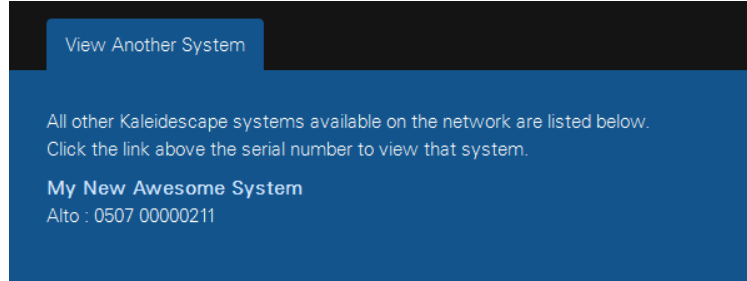 View Another System
All other Kaleidescape systems available on the network are listed below.
Click the link above the serial number to view that system.
My New Awesome System
Alto : 0507 00000211